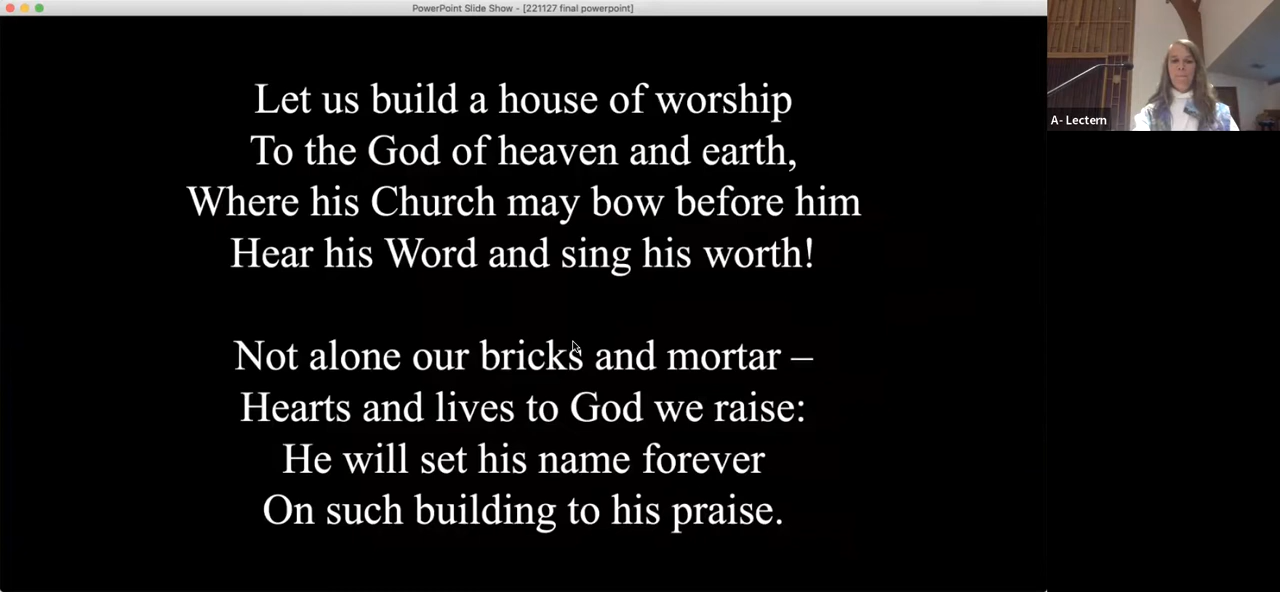 PowerPoint Slide Show - [221127 final powerpoint]
Let us build a house of worship
To the God of heaven and earth,
Where his Church may bow before him
Hear his Word and sing his worth!
Not alone our bricks and mortar –
Hearts and lives to God we raise:
He will set his name forever
On such building to his praise.
A- Lectern